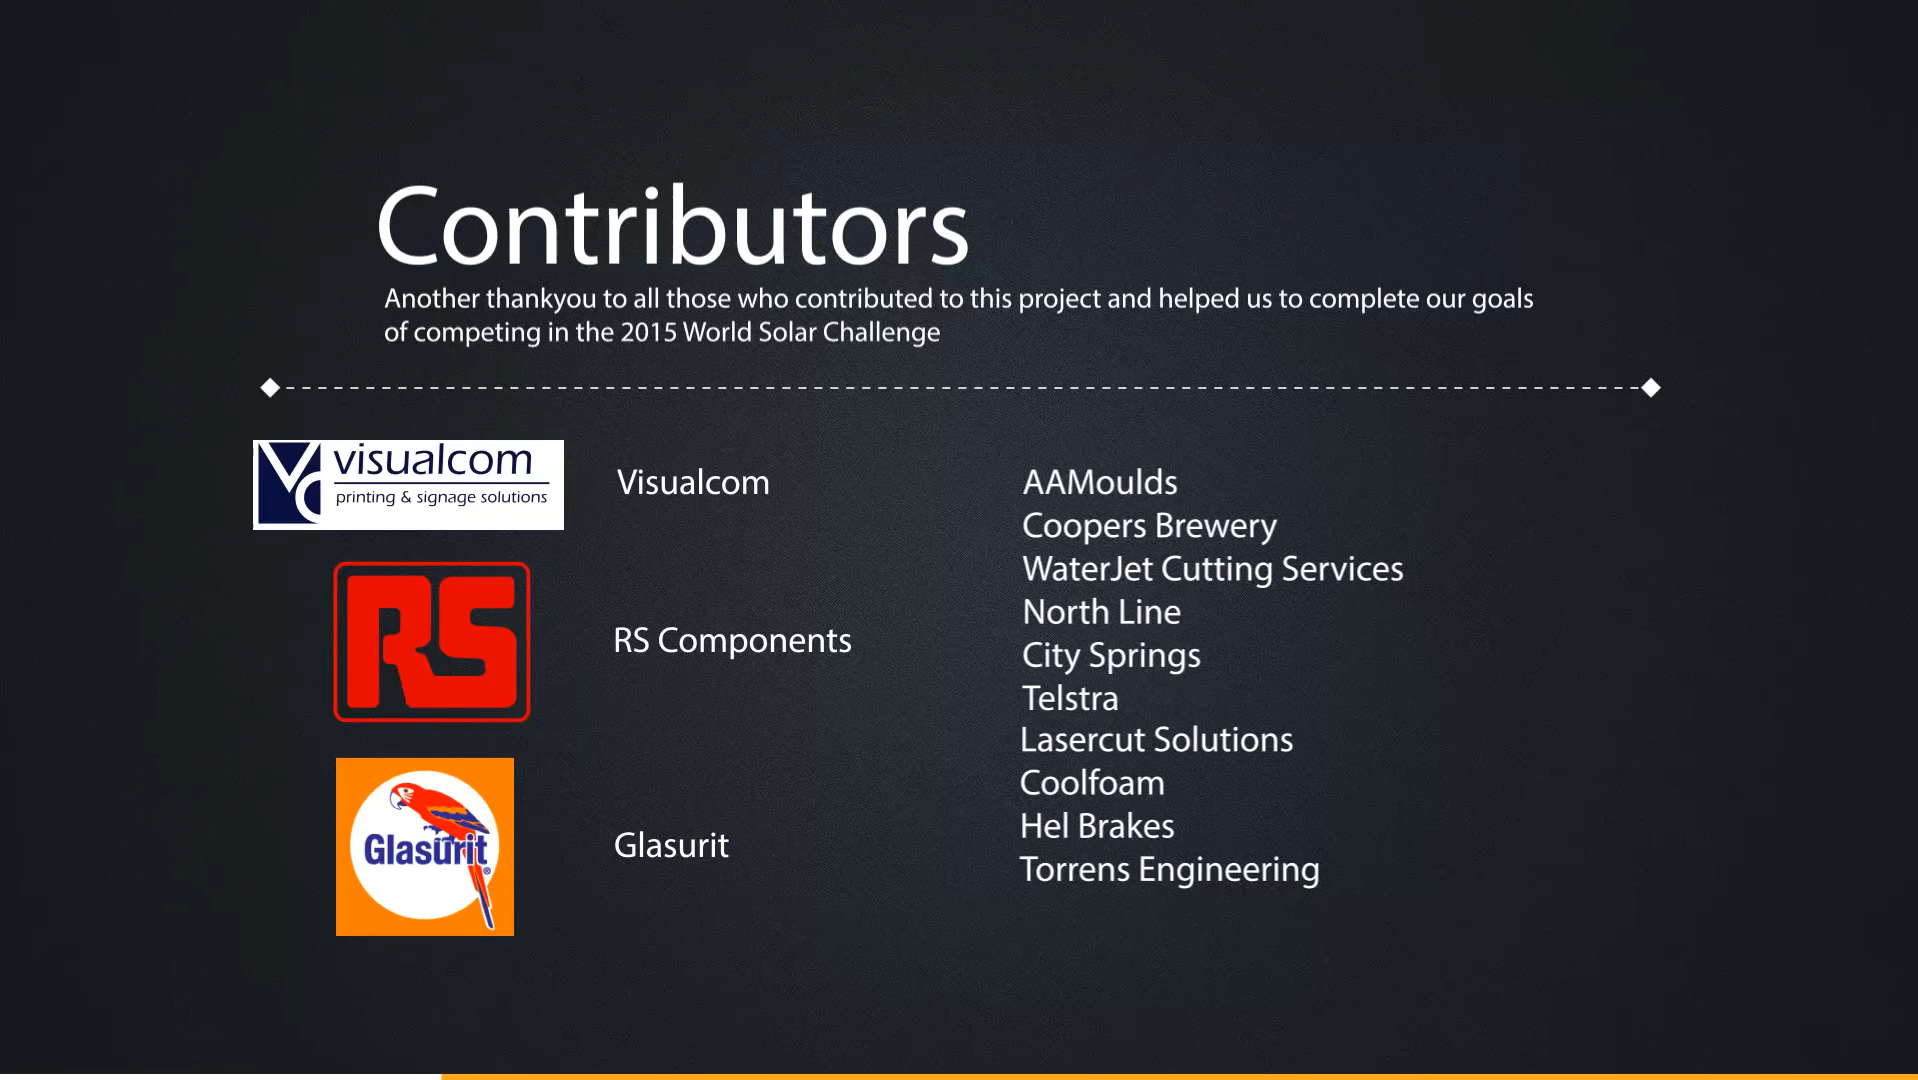 Contributors
Another thankyou to all those who contributed to this project and helped us to complete our goals
of competing in the 2015 World Solar Challenge
VC
visualcom
printing & signage solutions
Visualcom
RS
RS Components
Glasurit®
Glasurit
AAMoulds
Coopers Brewery
WaterJet Cutting Services
North Line
City Springs
Telstra
Lasercut Solutions
Coolfoam
Hel Brakes
Torrens Engineering